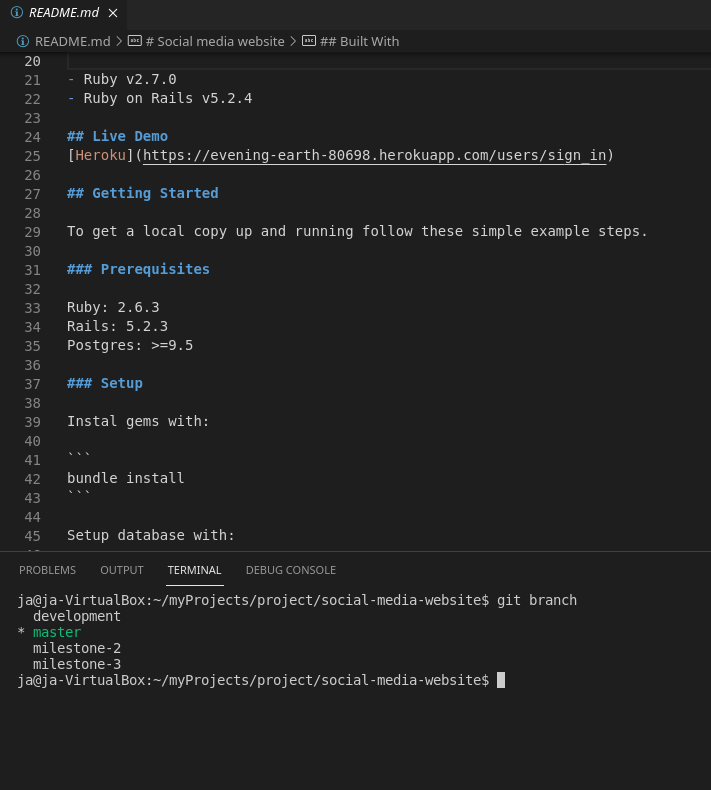 README.md
README.md > # Social media website > ## Built With
20
21 - Ruby v2.7.0
22 - Ruby on Rails v5.2.4
23
24 ## Live Demo
25 [Heroku](https://evening-earth-80698.herokuapp.com/users/sign_in)
26
27 ## Getting Started
28
29 To get a local copy up and running follow these simple example steps.
30
31 ### Prerequisites
32
33 Ruby: 2.6.3
34 Rails: 5.2.3
35 Postgres: >=9.5
36
37 ### Setup
38
39 Instal gems with:
40
41 ```
42 bundle install
43 ```
44
45 Setup database with:
PROBLEMS OUTPUT TERMINAL DEBUG CONSOLE
ja@ja-VirtualBox:~/myProjects/project/social-media-website$ git branch
development
* master
milestone-2
milestone-3
ja@ja-VirtualBox:~/myProjects/project/social-media-website$